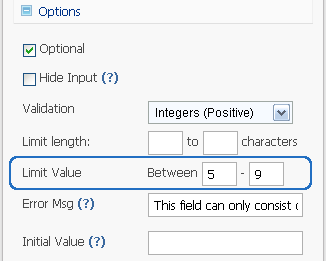 Options
Optional
Hide Input (?)
Validation Integers (Positive)
Limit length: to characters
Limit Value Between 5 - 9
Error Msg (?) This field can only consist
Initial Value (?)